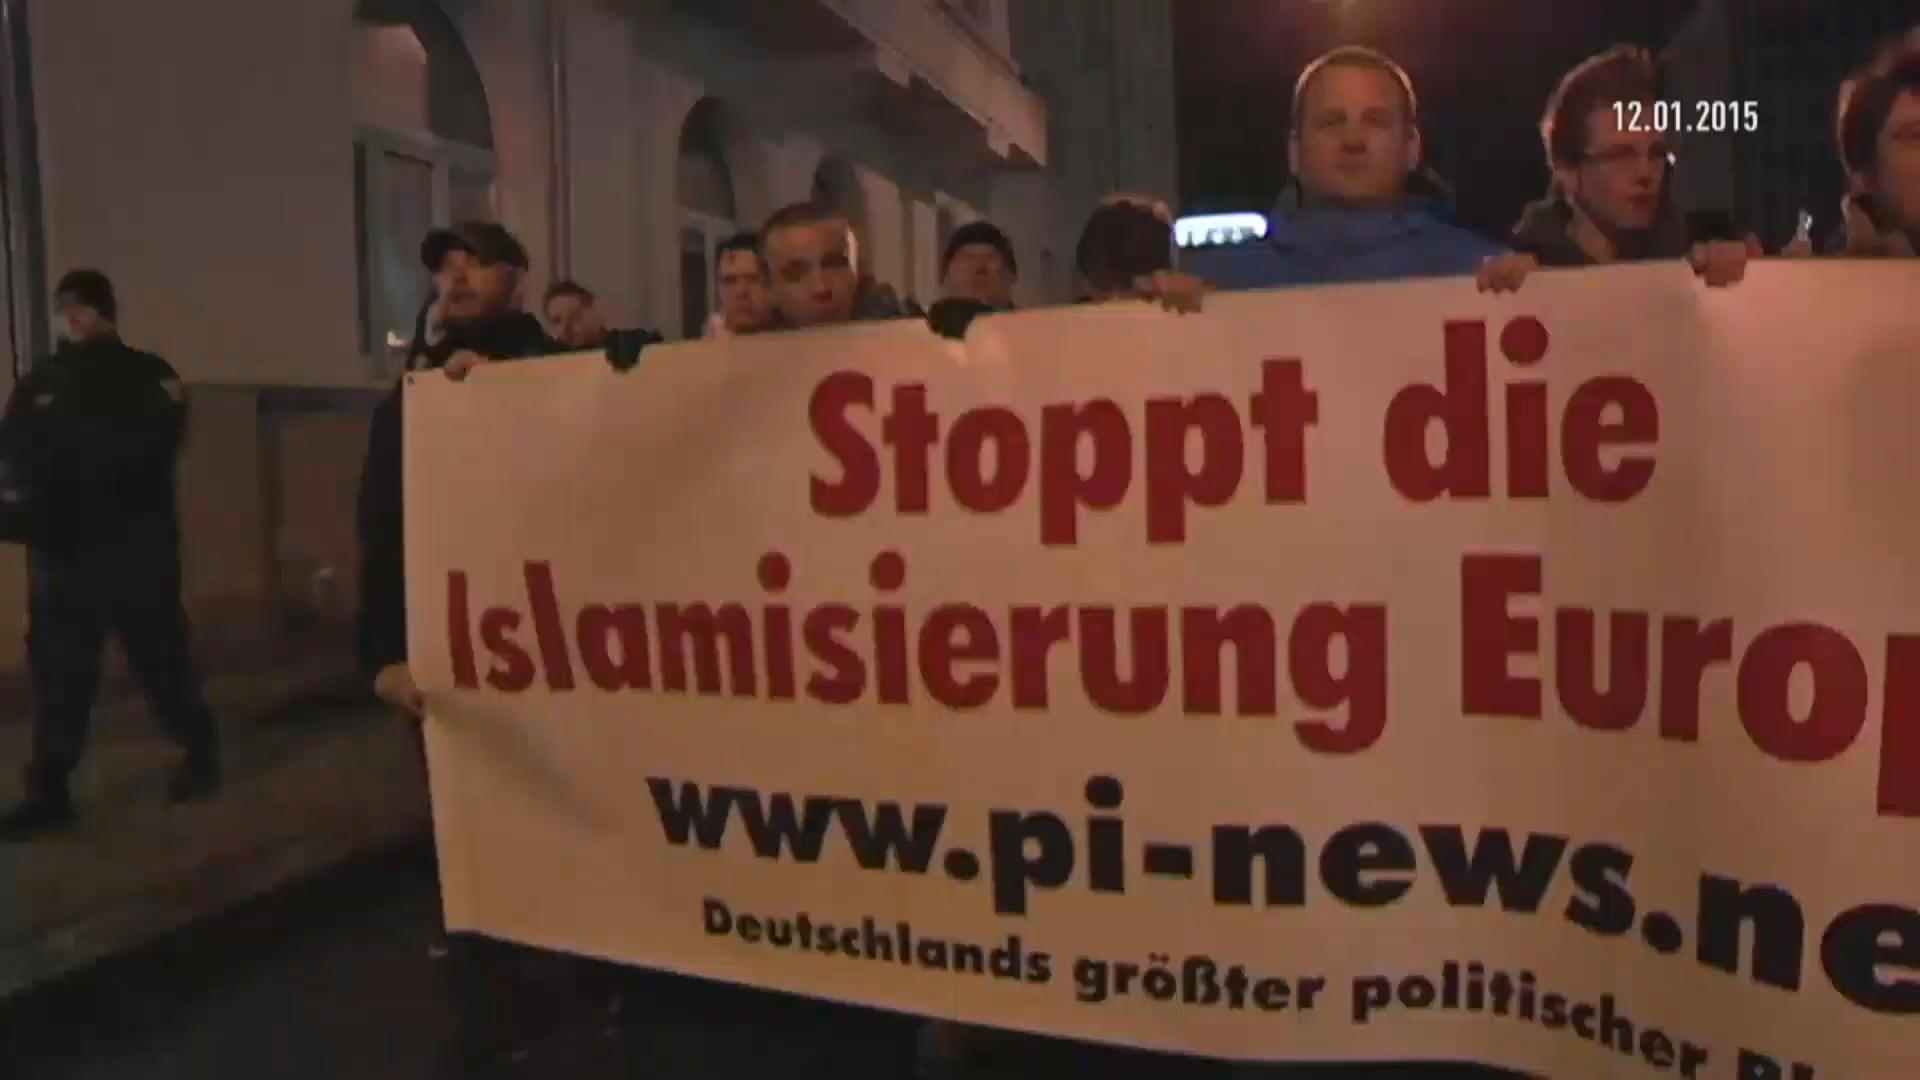 12.01.2015
Stoppt die
Islamisierung Europ
www.pi-news.ne
Deutschlands größter politischer